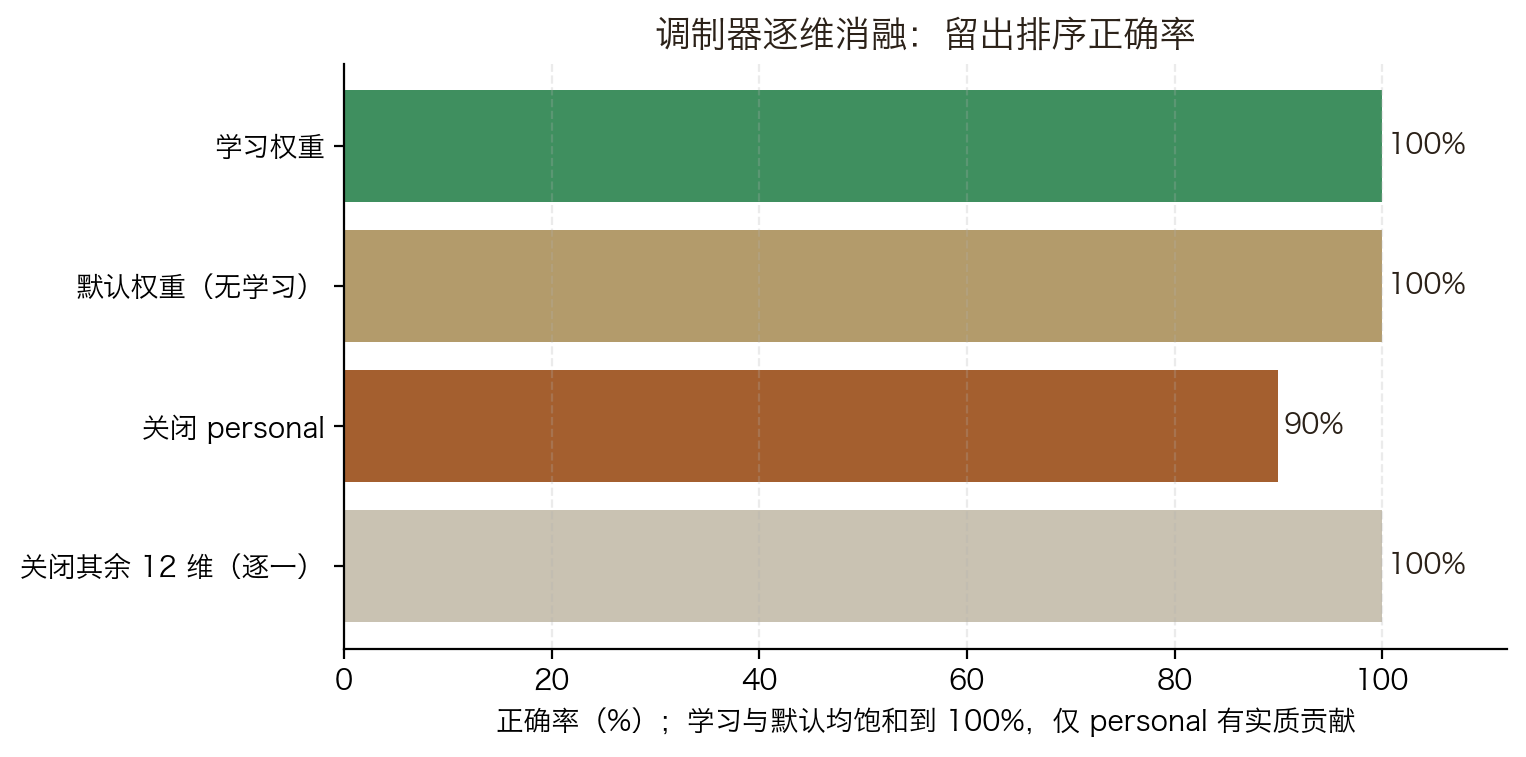 调制器逐维消融：留出排序正确率
学习权重
100%
默认权重（无学习）
100%
关闭 personal
90%
关闭其余 12 维（逐一）
100%
0 20 40 60 80 100
正确率（%）；学习与默认均饱和到 100%，仅 personal 有实质贡献